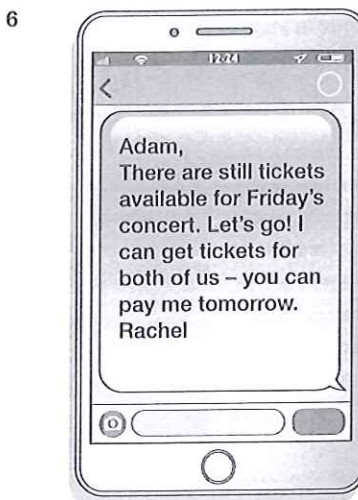 6
12:24
Adam,
There are still tickets
available for Friday's
concert. Let's go! I
can get tickets for
both of us – you can
pay me tomorrow.
Rachel